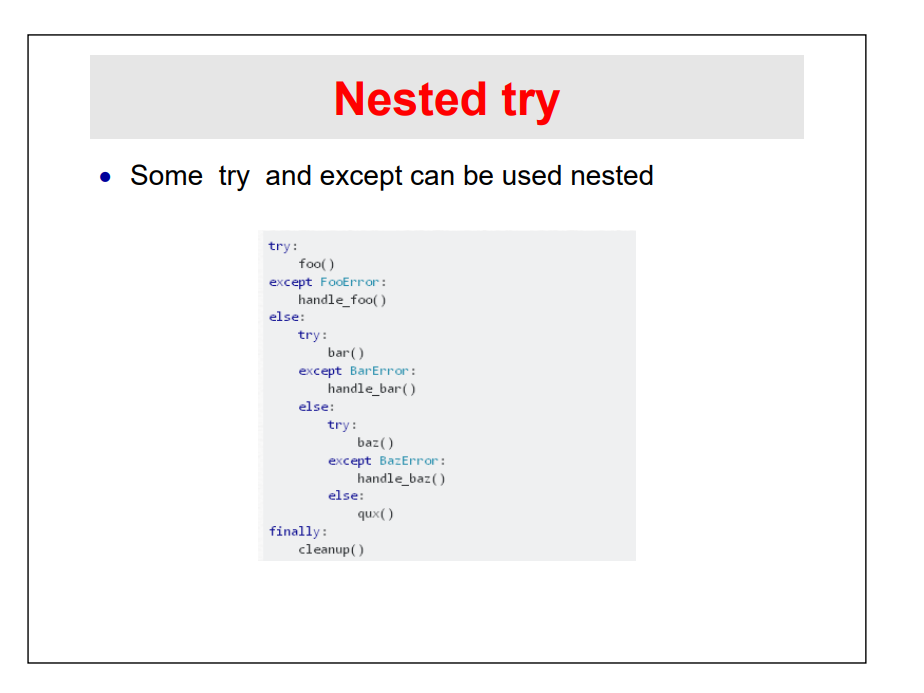 Nested try
• Some try and except can be used nested
try:
    foo()
except FooError:
    handle_foo()
else:
    try:
        bar()
    except BarError:
        handle_bar()
    else:
        try:
            baz()
        except BazError:
            handle_baz()
        else:
            qux()
finally:
    cleanup()